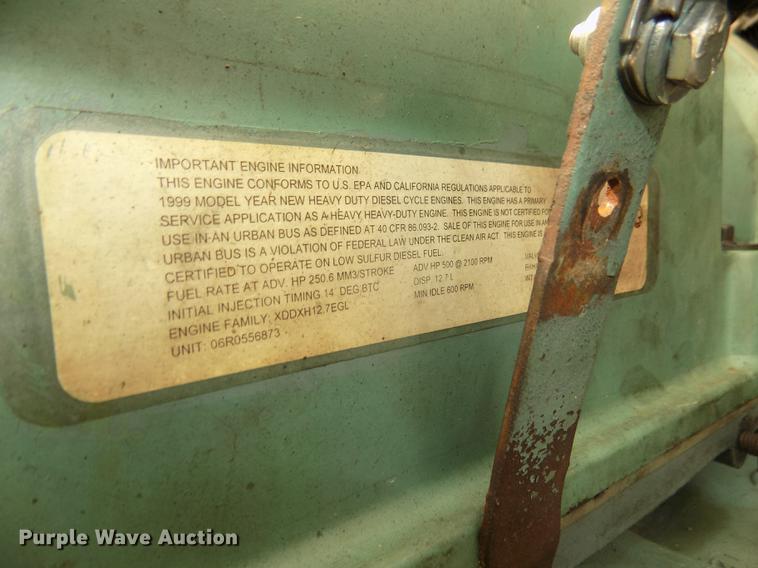 IMPORTANT ENGINE INFORMATION
THIS ENGINE CONFORMS TO U.S. EPA AND CALIFORNIA REGULATIONS APPLICABLE TO
1999 MODEL YEAR NEW HEAVY DUTY DIESEL CYCLE ENGINES. THIS ENGINE HAS A PRIMARY
SERVICE APPLICATION AS A HEAVY HEAVY-DUTY ENGINE. THIS ENGINE IS NOT CERTIFIED FOR
USE IN AN URBAN BUS AS DEFINED AT 40 CFR 86.093-2. SALE OF THIS ENGINE FOR USE IN AN
URBAN BUS IS A VIOLATION OF FEDERAL LAW UNDER THE CLEAN AIR ACT. THIS ENGINE IS
CERTIFIED TO OPERATE ON LOW SULFUR DIESEL FUEL.
FUEL RATE AT ADV. HP 250.6 MM3/STROKE ADV HP 500 @ 2100 RPM
INITIAL INJECTION TIMING 14 DEG BTC DISP. 12.7 L
ENGINE FAMILY: XDDXH12.7EGL MIN IDLE 600 RPM
UNIT: 06R0556873
Purple Wave Auction